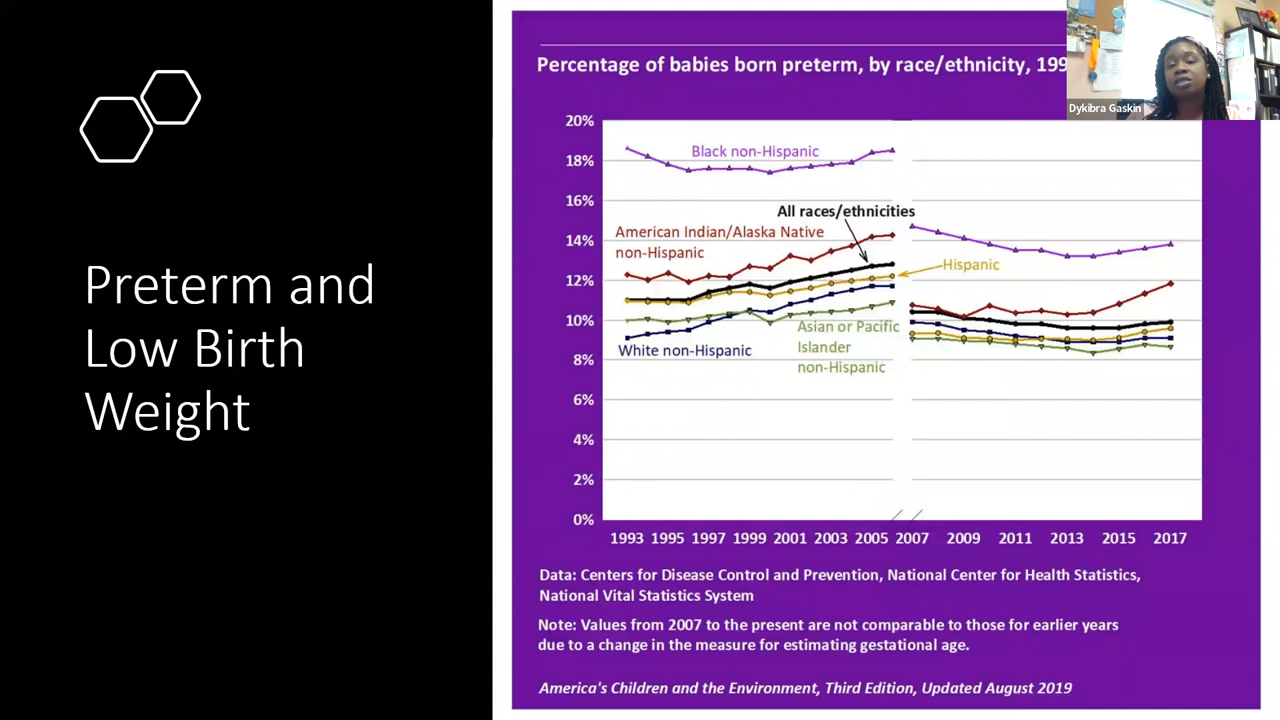 Preterm and
Low Birth
Weight
Percentage of babies born preterm, by race/ethnicity,
Dykibra Gaskin
20%
18%
16%
14%
12%
10%
8%
6%
4%
2%
0%
Black non-Hispanic
All races/ethnicities
American Indian/Alaska Native
non-Hispanic
Hispanic
Asian or Pacific
Islander
non-Hispanic
White non-Hispanic
1993 1995 1997 1999 2001 2003 2005 2007 2009 2011 2013 2015 2017
Data: Centers for Disease Control and Prevention, National Center for Health Statistics,
National Vital Statistics System
Note: Values from 2007 to the present are not comparable to those for earlier years
due to a change in the measure for estimating gestational age.
America's Children and the Environment, Third Edition, Updated August 2019